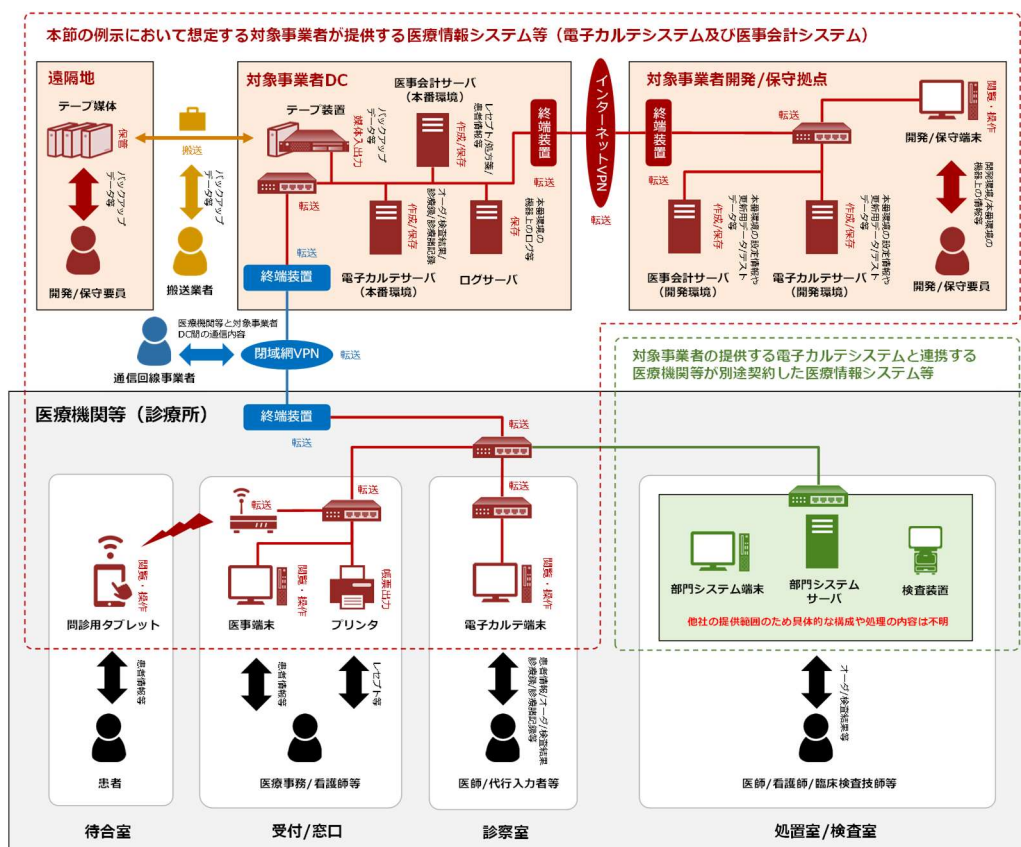 本節の例示において想定する対象事業者が提供する医療情報システム等（電子カルテシステム及び医事会計システム）
遠隔地
テープ媒体
保管
バックアップ
データ等
開発/保守要員
搬送
バックアップ
データ等
搬送業者
対象事業者DC
テープ装置
バックアップ
データ等
媒体入出力
医事会計サーバ
（本番環境）
レセプト/処方箋/
患者情報等
作成/保存
終端装置
転送
転送
オーダ/検査結果/
診療録/診療諸記録
作成/保存
電子カルテサーバ
（本番環境）
本番環境の
機器上のログ等
保存
ログサーバ
転送
終端装置
インターネットVPN
転送
対象事業者開発/保守拠点
終端装置
転送
転送
閲覧・操作
開発/保守端末
本番環境の設定情報や
更新用データ/テスト
データ等
作成/保存
医事会計サーバ
（開発環境）
本番環境の設定情報や
更新用データ/テスト
データ等
作成/保存
電子カルテサーバ
（開発環境）
開発環境/本番環境の
機器上の情報等
開発/保守要員
医療機関等と対象事業者
DC間の通信内容
通信回線事業者
閉域網VPN
転送
対象事業者の提供する電子カルテシステムと連携する
医療機関等が別途契約した医療情報システム等
医療機関等（診療所）
終端装置
転送
転送
転送
転送
転送
閲覧・操作
問診用タブレット
閲覧・操作
医事端末
帳票出力
プリンタ
閲覧・操作
電子カルテ端末
部門システム端末
部門システム
サーバ
検査装置
他社の提供範囲のため具体的な構成や処理の内容は不明
患者情報等
患者
患者情報等
レセプト等
医療事務/看護師等
患者情報/オーダ/検査結果
診療録/診療諸記録等
医師/代行入力者等
オーダ/検査結果等
医師/看護師/臨床検査技師等
待合室
受付/窓口
診察室
処置室/検査室